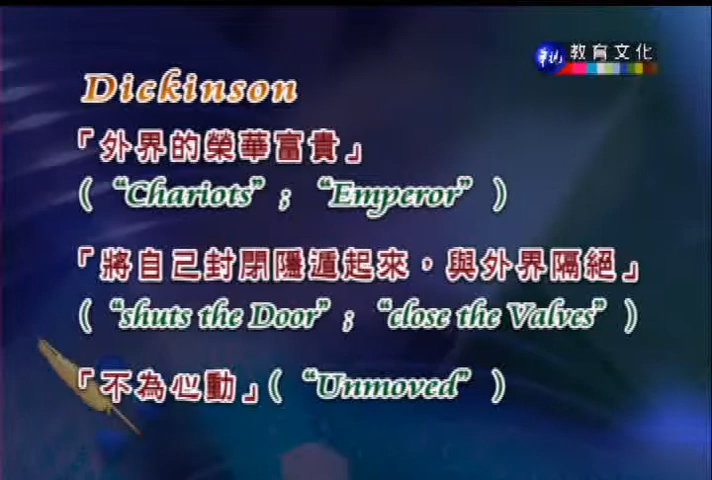 華視 教育文化
Dickinson
「外界的榮華富貴」
(“Chariots”; “Emperor”)
「將自己封閉隱遁起來，與外界隔絕」
(“shuts the Door”; “close the Valves”)
「不為心動」(“Unmoved”)